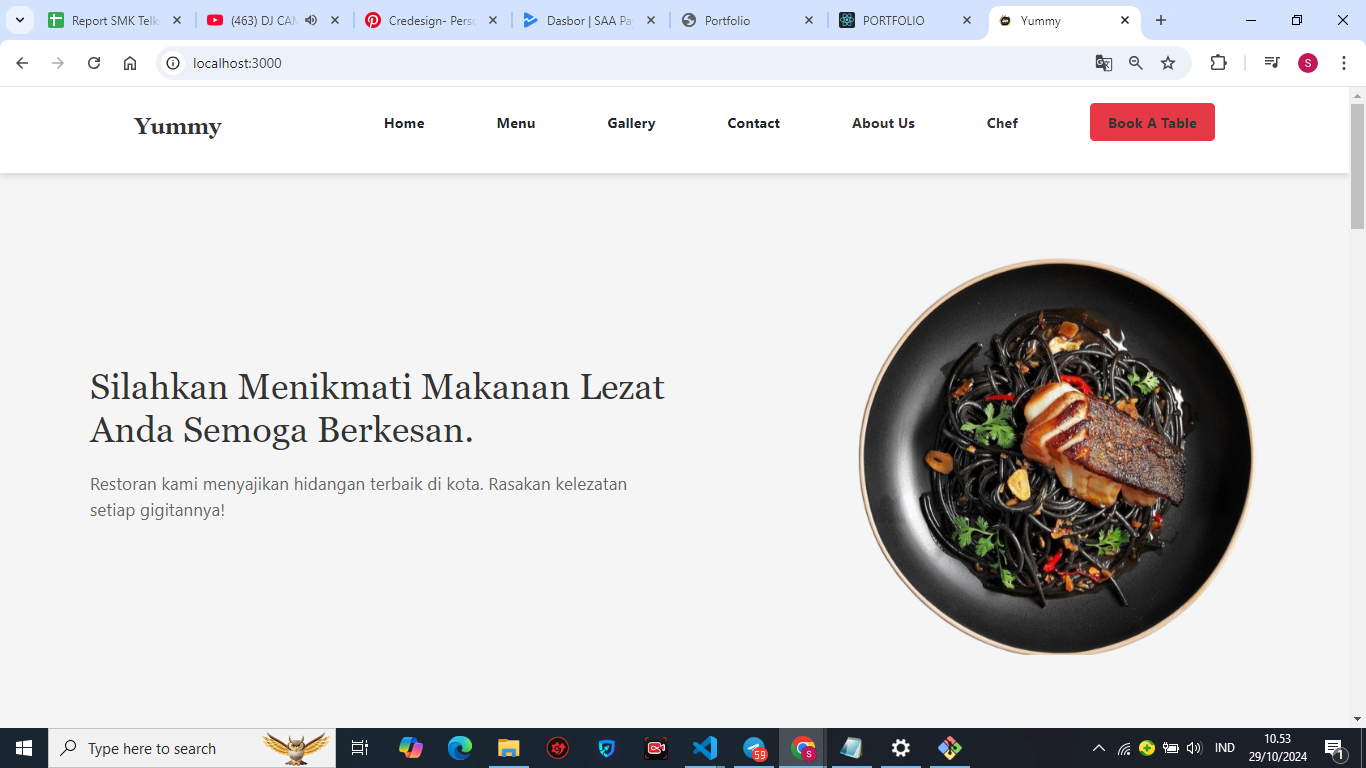 Report SMK Telk
(463) DJ CAN
Credesign- Perso
Dasbor | SAA Pa
Portfolio
PORTFOLIO
Yummy
localhost:3000
S
Yummy
Home
Menu
Gallery
Contact
About Us
Chef
Book A Table
Silahkan Menikmati Makanan Lezat
Anda Semoga Berkesan.
Restoran kami menyajikan hidangan terbaik di kota. Rasakan kelezatan
setiap gigitannya!
Type here to search
59
S
IND
10.53
29/10/2024
1